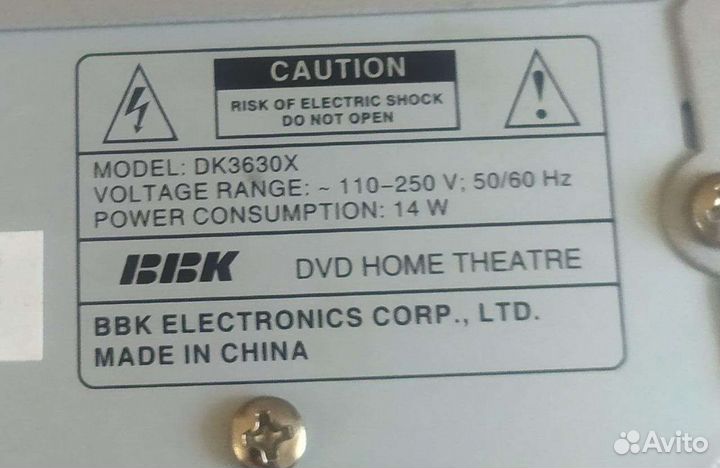 CAUTION
RISK OF ELECTRIC SHOCK
DO NOT OPEN
MODEL: DK3630X
VOLTAGE RANGE: ~ 110-250 V; 50/60 Hz
POWER CONSUMPTION: 14 W
BBK DVD HOME THEATRE
BBK ELECTRONICS CORP., LTD.
MADE IN CHINA
Avito